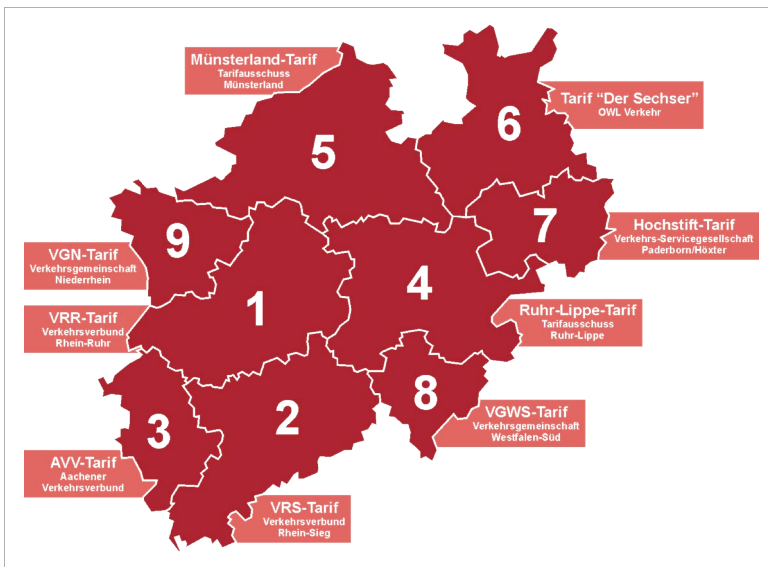 Münsterland-Tarif
Tarifausschuss
Münsterland
Tarif “Der Sechser”
OWL Verkehr
6
5
7
Hochstift-Tarif
Verkehrs-Servicegesellschaft
Paderborn/Höxter
9
VGN-Tarif
Verkehrsgemeinschaft
Niederrhein
4
1
VRR-Tarif
Verkehrsverbund
Rhein-Ruhr
Ruhr-Lippe-Tarif
Tarifausschuss
Ruhr-Lippe
8
2
3
VGWS-Tarif
Verkehrsgemeinschaft
Westfalen-Süd
AVV-Tarif
Aachener
Verkehrsverbund
VRS-Tarif
Verkehrsverbund
Rhein-Sieg